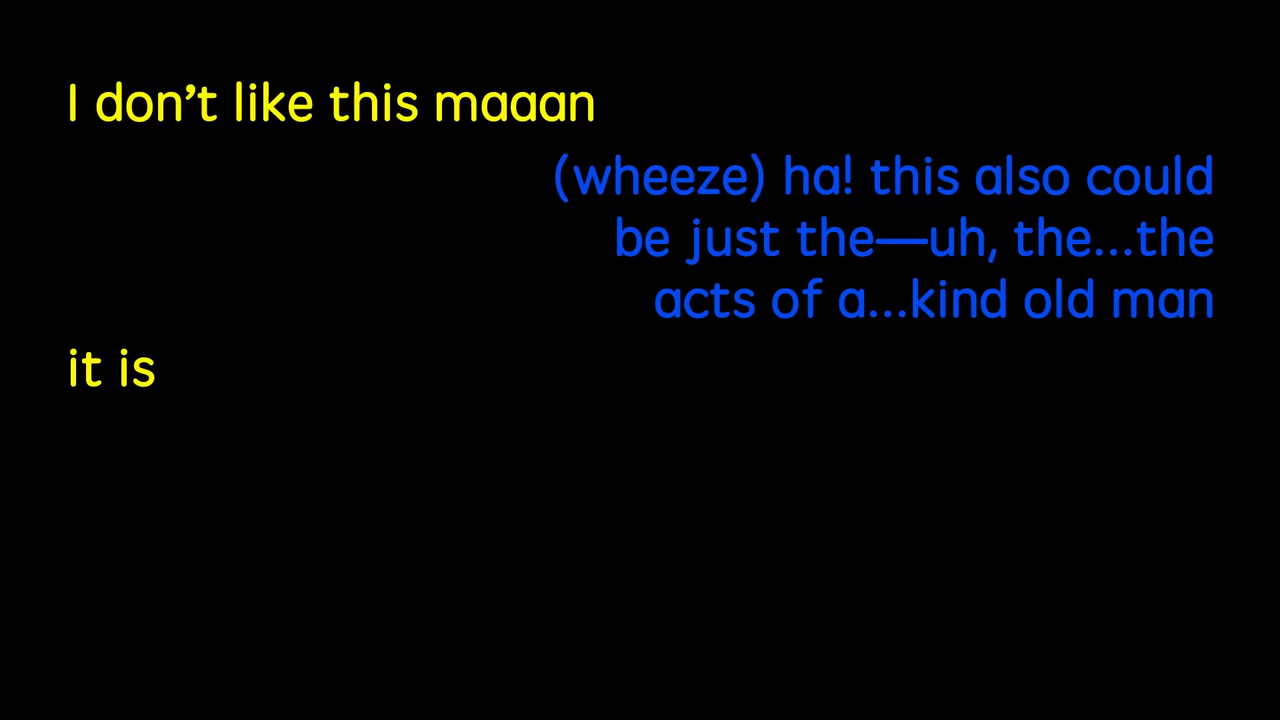 I don’t like this maaan
(wheeze) ha! this also could
be just the—uh, the...the
acts of a...kind old man
it is